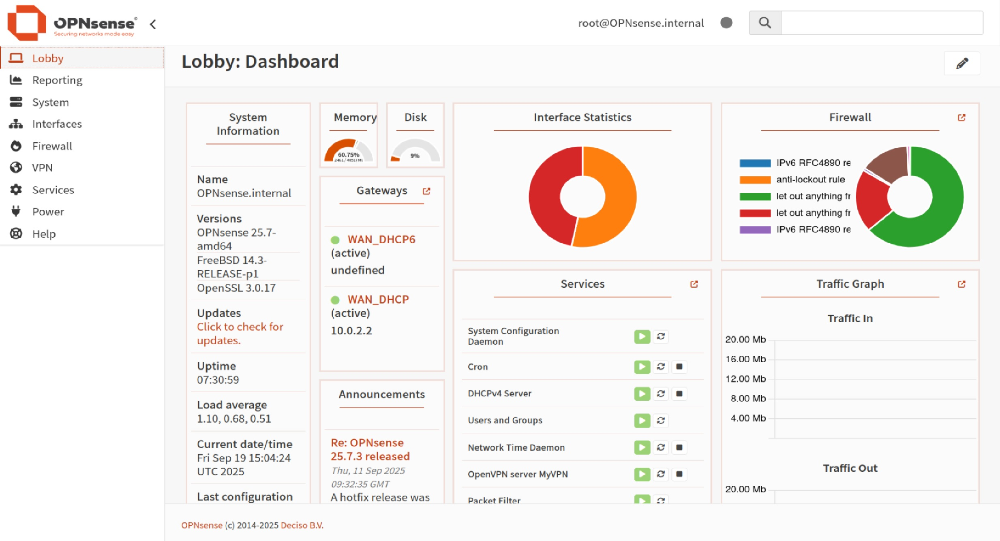 OPNsense®
Securing networks made easy
root@OPNsense.internal
Lobby
Reporting
System
Interfaces
Firewall
VPN
Services
Power
Help
Lobby: Dashboard
System
Information
Name
OPNsense.internal
Versions
OPNsense 25.7-
amd64
FreeBSD 14.3-
RELEASE-p1
OpenSSL 3.0.17
Updates
Click to check for
updates.
Uptime
07:30:59
Load average
1.10, 0.68, 0.51
Current date/time
Fri Sep 19 15:04:24
UTC 2025
Last configuration
Memory
60.75%
Disk
9%
Gateways
WAN_DHCP6
(active)
undefined
WAN_DHCP
(active)
10.0.2.2
Announcements
Re: OPNsense
25.7.3 released
Thu, 11 Sep 2025
09:32:35 GMT
A hotfix release was
Interface Statistics
Services
System Configuration
Daemon
Cron
DHCPv4 Server
Users and Groups
Network Time Daemon
OpenVPN server MyVPN
Packet Filter
Firewall
IPv6 RFC4890 re
anti-lockout rule
let out anything fr
let out anything fr
IPv6 RFC4890 re
Traffic Graph
Traffic In
20.00 Mb
16.00 Mb
12.00 Mb
8.00 Mb
4.00 Mb
Traffic Out
20.00 Mb
OPNsense (c) 2014-2025 Deciso B.V.